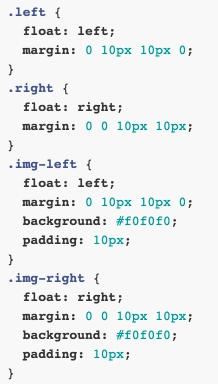 .left {
  float: left;
  margin: 0 10px 10px 0;
}
.right {
  float: right;
  margin: 0 0 10px 10px;
}
.img-left {
  float: left;
  margin: 0 10px 10px 0;
  background: #f0f0f0;
  padding: 10px;
}
.img-right {
  float: right;
  margin: 0 0 10px 10px;
  background: #f0f0f0;
  padding: 10px;
}